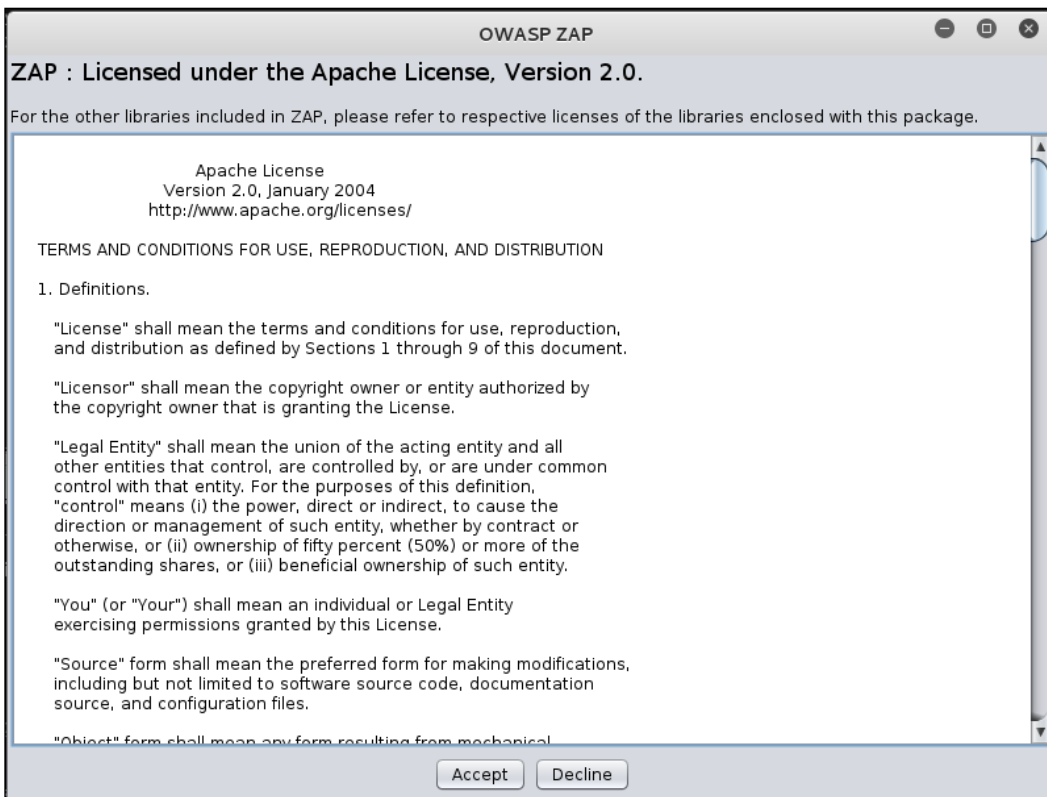 OWASP ZAP
ZAP : Licensed under the Apache License, Version 2.0.
For the other libraries included in ZAP, please refer to respective licenses of the libraries enclosed with this package.
Apache License
Version 2.0, January 2004
http://www.apache.org/licenses/
TERMS AND CONDITIONS FOR USE, REPRODUCTION, AND DISTRIBUTION
1. Definitions.
"License" shall mean the terms and conditions for use, reproduction,
and distribution as defined by Sections 1 through 9 of this document.
"Licensor" shall mean the copyright owner or entity authorized by
the copyright owner that is granting the License.
"Legal Entity" shall mean the union of the acting entity and all
other entities that control, are controlled by, or are under common
control with that entity. For the purposes of this definition,
"control" means (i) the power, direct or indirect, to cause the
direction or management of such entity, whether by contract or
otherwise, or (ii) ownership of fifty percent (50%) or more of the
outstanding shares, or (iii) beneficial ownership of such entity.
"You" (or "Your") shall mean an individual or Legal Entity
exercising permissions granted by this License.
"Source" form shall mean the preferred form for making modifications,
including but not limited to software source code, documentation
source, and configuration files.
"Object" form shall mean any form resulting from mechanical
Accept
Decline